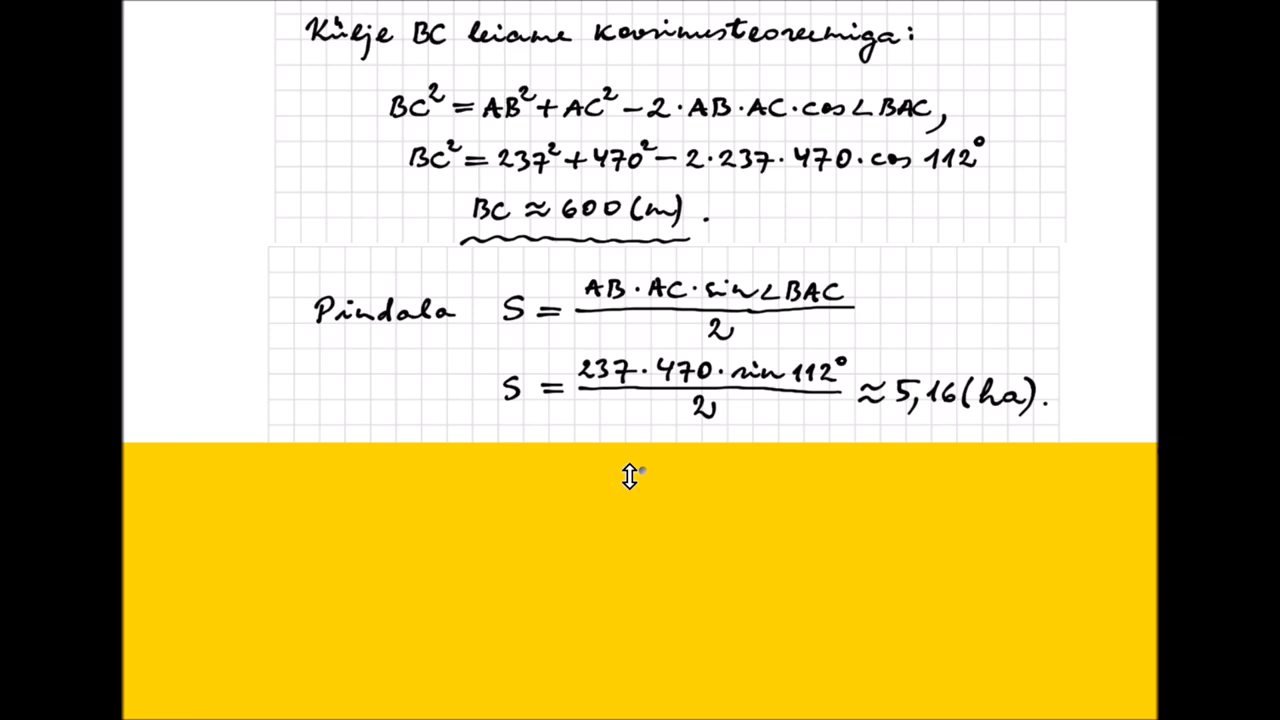 Külje BC leiame koosinusteoreemiga:
BC² = AB² + AC² − 2 · AB · AC · cos∠BAC,
BC² = 237² + 470² − 2 · 237 · 470 · cos 112°
BC ≈ 600 (m).
Pindala S = AB · AC · sin∠BAC / 2
S = 237 · 470 · sin 112° / 2 ≈ 5,16 (ha).